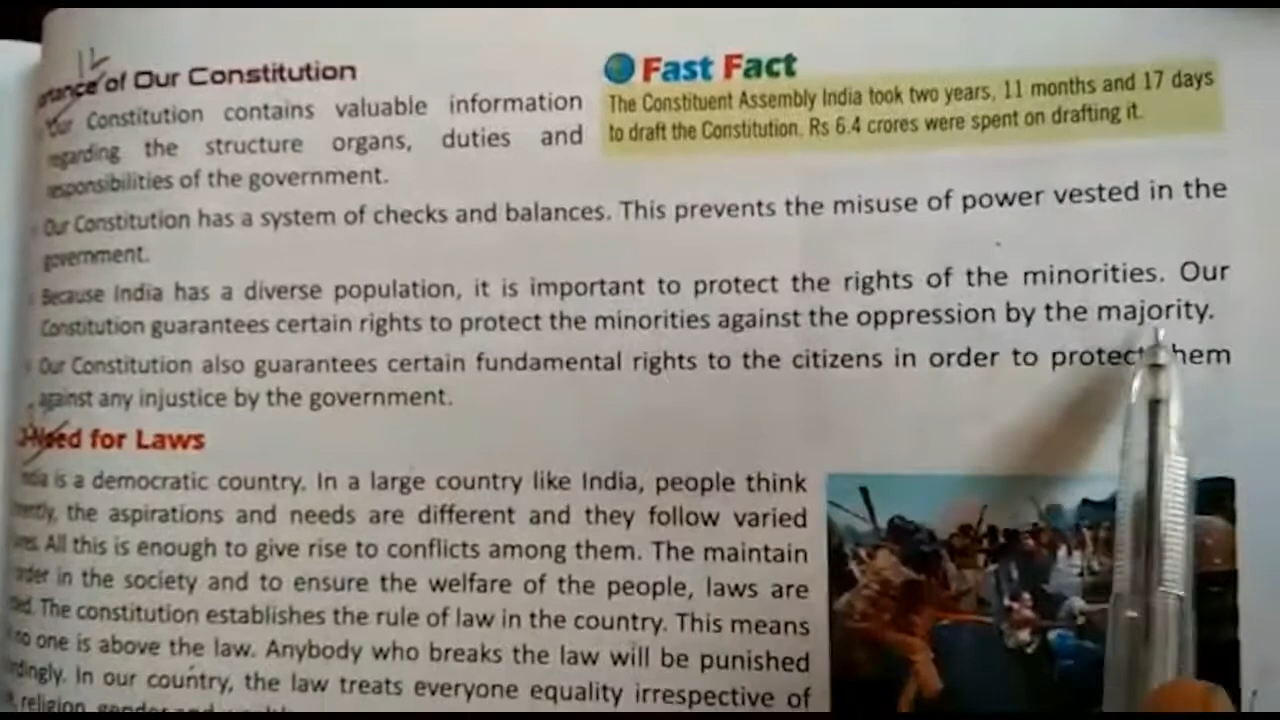 of Our Constitution
Constitution contains valuable information
regarding the structure organs, duties and
responsibilities of the government.
Fast Fact
The Constituent Assembly India took two years, 11 months and 17 days
to draft the Constitution. Rs 6.4 crores were spent on drafting it.
Our Constitution has a system of checks and balances. This prevents the misuse of power vested in the
government.
Because India has a diverse population, it is important to protect the rights of the minorities. Our
Constitution guarantees certain rights to protect the minorities against the oppression by the majority.
Our Constitution also guarantees certain fundamental rights to the citizens in order to protect them
against any injustice by the government.
Need for Laws
India is a democratic country. In a large country like India, people think
the aspirations and needs are different and they follow varied
All this is enough to give rise to conflicts among them. The maintain
order in the society and to ensure the welfare of the people, laws are
The constitution establishes the rule of law in the country. This means
no one is above the law. Anybody who breaks the law will be punished
In our country, the law treats everyone equality irrespective of
religion, gender and